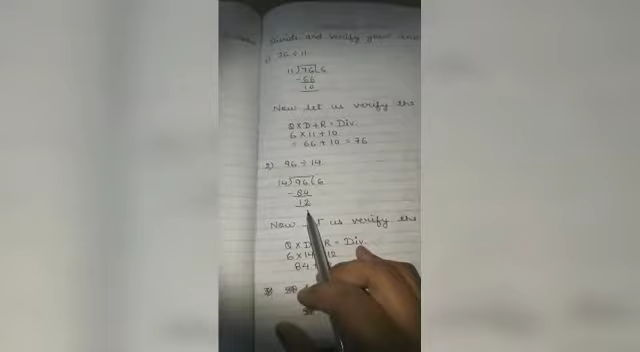 Divide and verify your
1) 76 ÷ 11
11)76(6
-66
10
Now let us verify the
Q × D + R = Div.
6 × 11 + 10
= 66 + 10 = 76
2) 96 ÷ 14
14)96(6
- 84
12
Now us verify the
Q × D R = Div.
6 × 14 12
84